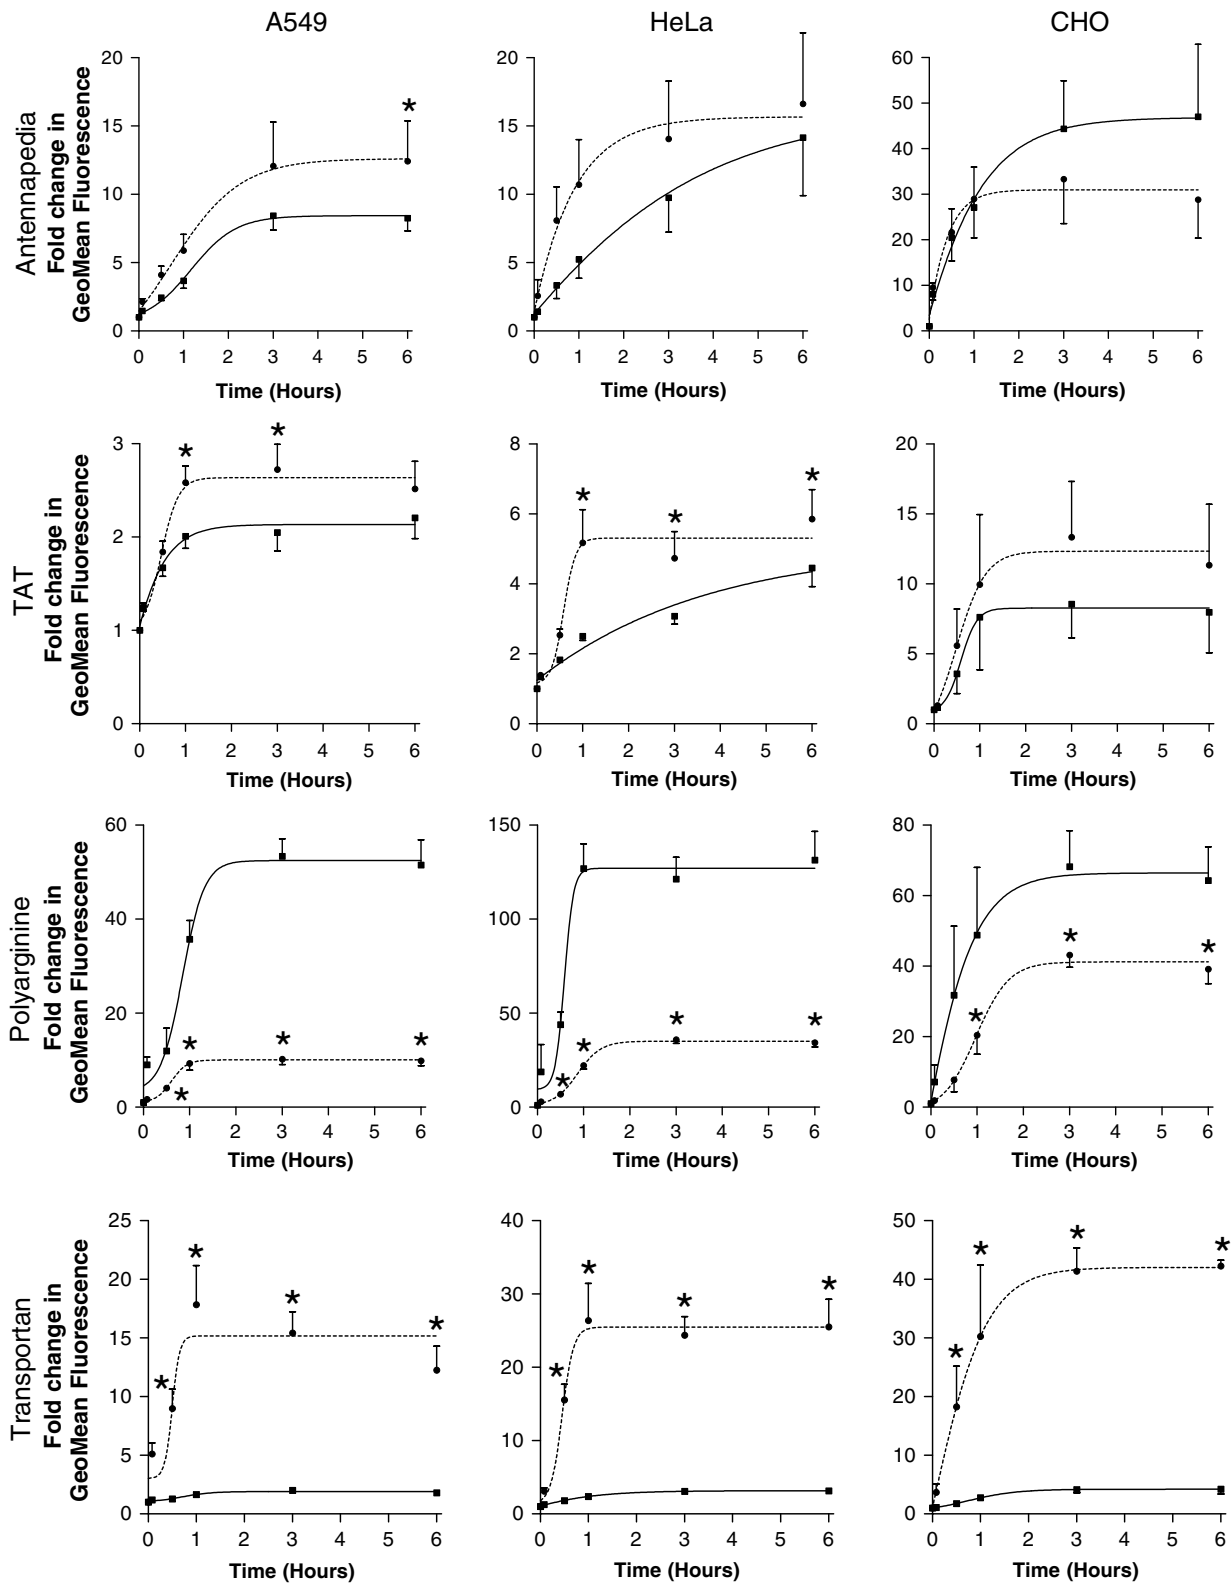 A549 HeLa CHO
Antennapedia
Fold change in
GeoMean Fluorescence
20
15
10
5
0
*
0 1 2 3 4 5 6
Time (Hours)
20
15
10
5
0
0 1 2 3 4 5 6
Time (Hours)
60
50
40
30
20
10
0
0 1 2 3 4 5 6
Time (Hours)
TAT
Fold change in
GeoMean Fluorescence
3
2
1
0
* *
0 1 2 3 4 5 6
Time (Hours)
8
6
4
2
0
* * *
0 1 2 3 4 5 6
Time (Hours)
20
15
10
5
0
0 1 2 3 4 5 6
Time (Hours)
Polyarginine
Fold change in
GeoMean Fluorescence
60
40
20
0
* * * *
0 1 2 3 4 5 6
Time (Hours)
150
100
50
0
* * * *
0 1 2 3 4 5 6
Time (Hours)
80
60
40
20
0
* * *
0 1 2 3 4 5 6
Time (Hours)
Transportan
Fold change in
GeoMean Fluorescence
25
20
15
10
5
0
* * * *
0 1 2 3 4 5 6
Time (Hours)
40
30
20
10
0
* * * *
0 1 2 3 4 5 6
Time (Hours)
50
40
30
20
10
0
* * * *
0 1 2 3 4 5 6
Time (Hours)